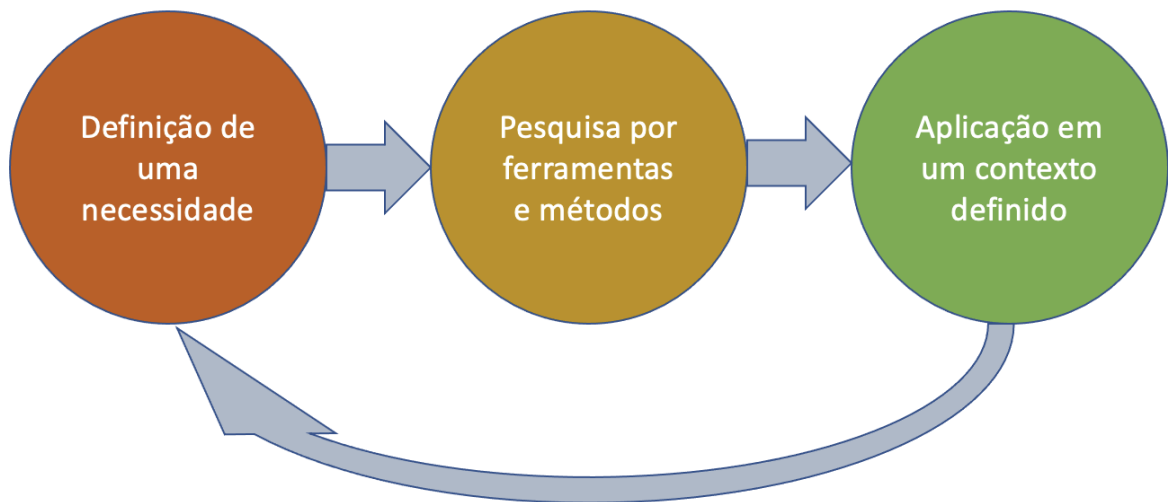 Definição de
uma
necessidade
Pesquisa por
ferramentas
e métodos
Aplicação em
um contexto
definido